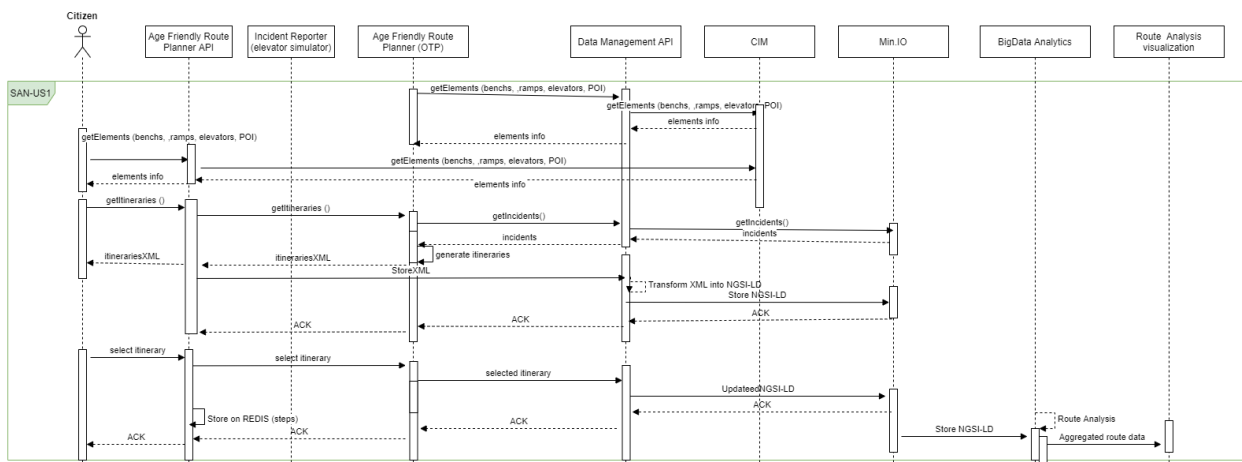 Citizen
Age Friendly Route
Planner API
Incident Reporter
(elevator simulator)
Age Friendly Route
Planner (OTP)
Data Management API
CIM
Min.IO
BigData Analytics
Route Analysis
visualization
SAN-US1
getElements (benchs, ,ramps, elevators, POI)
getElements (benchs, ,ramps, elevators, POI)
elements info
elements info
getElements (benchs, ,ramps, elevators, POI)
getElements (benchs, ,ramps, elevators, POI)
elements info
elements info
getItiheraries ()
getItiheraries ()
getIncidents()
getIncidents()
incidents
incidents
generate itineraries
itinerariesXML
itinerariesXML
StoreXML
Transform XML into NGSI-LD
Store NGSI-LD
ACK
ACK
ACK
select itinerary
select itinerary
selected itinerary
UpdateedNGSI-LD
ACK
Store on REDIS (steps)
Route Analysis
ACK
ACK
ACK
Store NGSI-LD
Aggregated route data